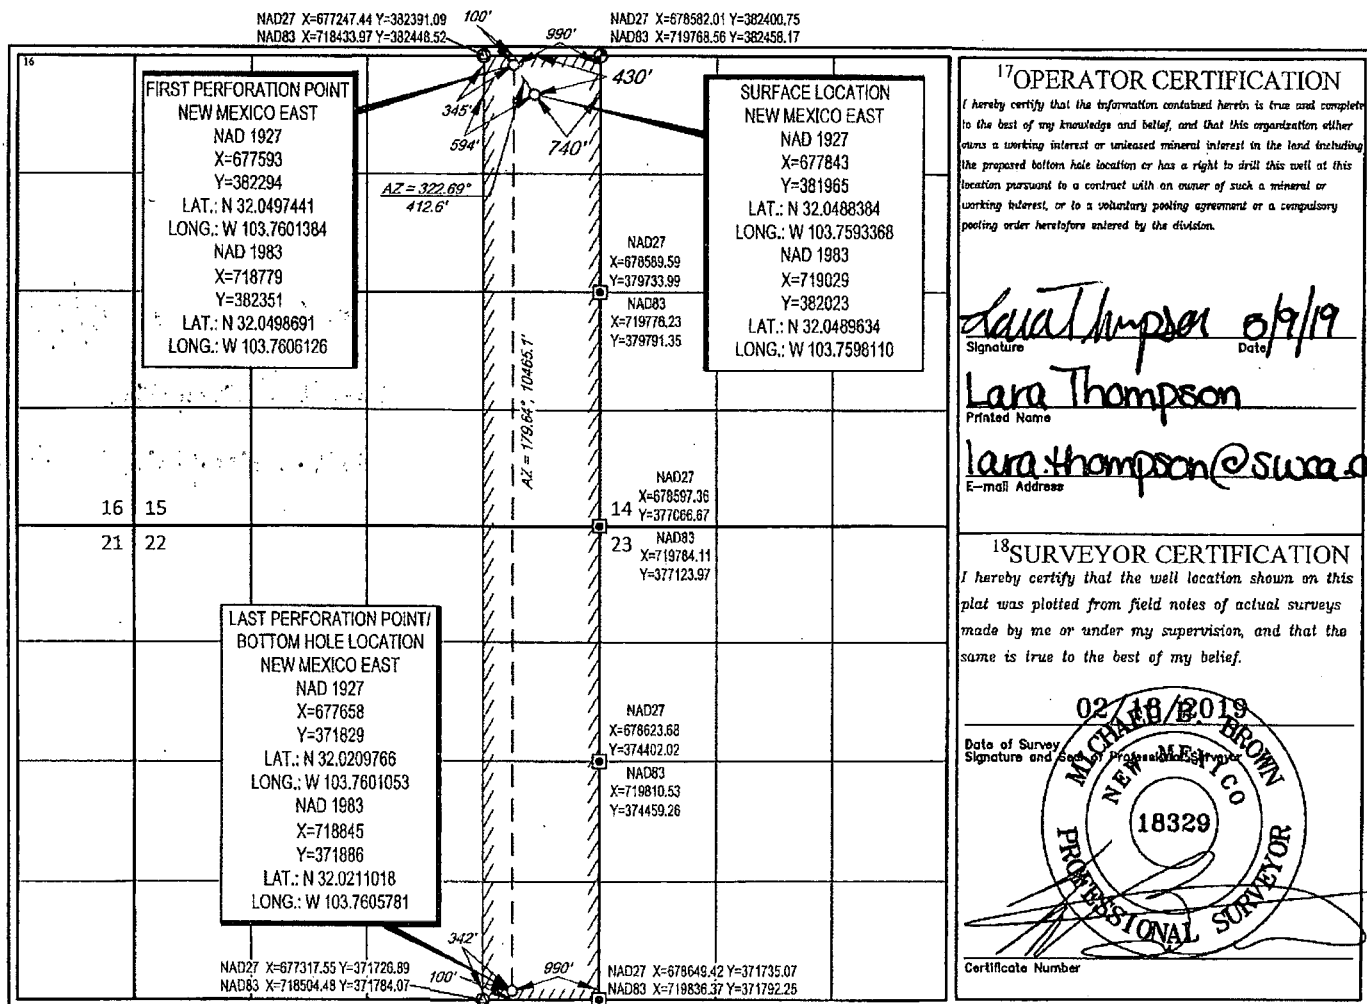 NAD27 X=677247.44 Y=382391.09
NAD83 X=718433.97 Y=382448.52
100'
990'
NAD27 X=678582.01 Y=382400.75
NAD83 X=719768.56 Y=382458.17
16
FIRST PERFORATION POINT
NEW MEXICO EAST
NAD 1927
X=677593
Y=382294
LAT.: N 32.0497441
LONG.: W 103.7601384
NAD 1983
X=718779
Y=382351
LAT.: N 32.0498691
LONG.: W 103.7606126
345'
594'
430'
740'
AZ = 322.69°
412.6'
SURFACE LOCATION
NEW MEXICO EAST
NAD 1927
X=677843
Y=381965
LAT.: N 32.0488384
LONG.: W 103.7593368
NAD 1983
X=719029
Y=382023
LAT.: N 32.0489634
LONG.: W 103.7598110
NAD27
X=678589.59
Y=379733.99
NAD83
X=719776.23
Y=379791.35
AZ = 179.64°, 10465.1'
16 15
21 22
14
23
NAD27
X=678597.36
Y=377066.67
NAD83
X=719784.11
Y=377123.97
LAST PERFORATION POINT/
BOTTOM HOLE LOCATION
NEW MEXICO EAST
NAD 1927
X=677658
Y=371829
LAT.: N 32.0209766
LONG.: W 103.7601053
NAD 1983
X=718845
Y=371886
LAT.: N 32.0211018
LONG.: W 103.7605781
NAD27
X=678623.68
Y=374402.02
NAD83
X=719810.53
Y=374459.26
342'
100'
990'
NAD27 X=677317.55 Y=371726.89
NAD83 X=718504.48 Y=371784.07
NAD27 X=678649.42 Y=371735.07
NAD83 X=719836.37 Y=371792.25
17 OPERATOR CERTIFICATION
I hereby certify that the information contained herein is true and complete
to the best of my knowledge and belief, and that this organization either
owns a working interest or unleased mineral interest in the land including
the proposed bottom hole location or has a right to drill this well at this
location pursuant to a contract with an owner of such a mineral or
working interest, or to a voluntary pooling agreement or a compulsory
pooling order heretofore entered by the division.
Lara Thompson 5/9/19
Signature Date
Lara Thompson
Printed Name
lara.thompson@swca.c
E-mail Address
18 SURVEYOR CERTIFICATION
I hereby certify that the well location shown on this
plat was plotted from field notes of actual surveys
made by me or under my supervision, and that the
same is true to the best of my belief.
02/18/2019
Date of Survey
Signature and Seal of Professional Surveyor
MICHAEL B. BROWN
NEW MEXICO
18329
PROFESSIONAL SURVEYOR
Certificate Number